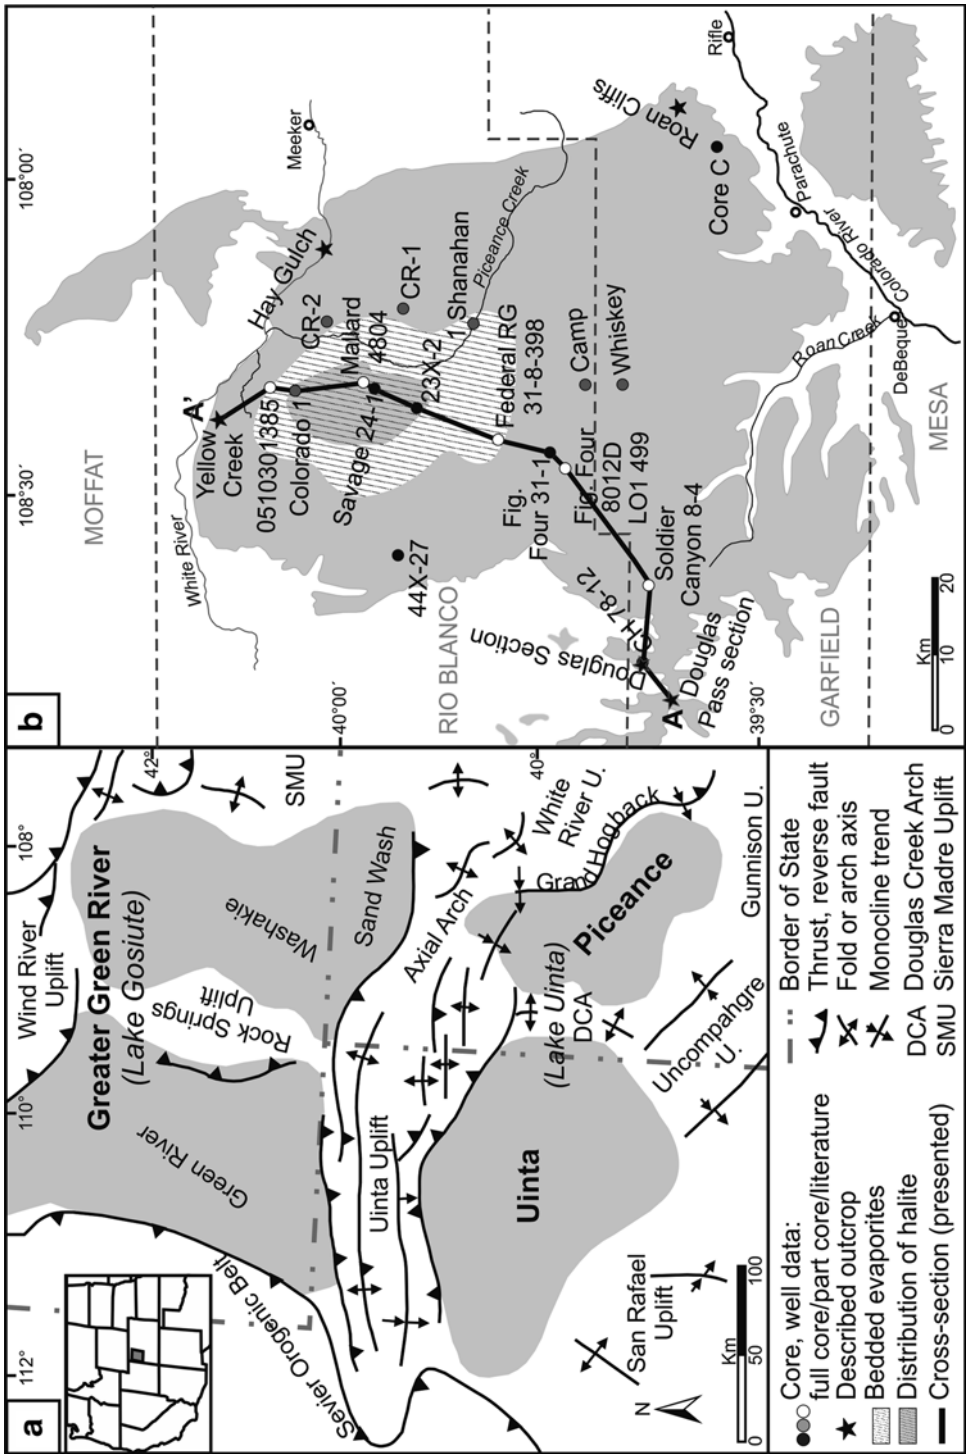 a
112°
110°
108°
42°
40°
Wind River
Uplift
Greater Green River
(Lake Gosiute)
Green River
Rock Springs
Uplift
Washakie
Sand Wash
SMU
Sevier Orogenic Belt
Uinta Uplift
Axial Arch
White
River U.
Grand Hogback
Uinta
(Lake Uinta)
DCA
Piceance
Uncompahgre
U.
Gunnison U.
San Rafael
Uplift
N
Km
0
50
100
Core, well data:
full core/part core/literature
Described outcrop
Bedded evaporites
Distribution of halite
Cross-section (presented)
Border of State
Thrust, reverse fault
Fold or arch axis
Monocline trend
DCA
Douglas Creek Arch
SMU
Sierra Madre Uplift
b
108°30´
108°00´
40°00´
39°30´
MOFFAT
White River
Meeker
A'
Yellow
Creek
Hay Gulch
0510301385
Colorado 1
CR-2
Mallard
4804
CR-1
Savage 24-1
23X-2
Shanahan
1
Piceance Creek
44X-27
RIO BLANCO
Federal RG
31-8-398
Fig.
Four 31-1
Fig. Four
8012D
LO1 499
Camp
Whiskey
Roan Cliffs
Core C
Rifle
Parachute
Colorado River
Roan Creek
DeBeque
Douglas Section
CH 78-12
Soldier
Canyon 8-4
A
Douglas
Pass section
GARFIELD
MESA
Km
0
10
20